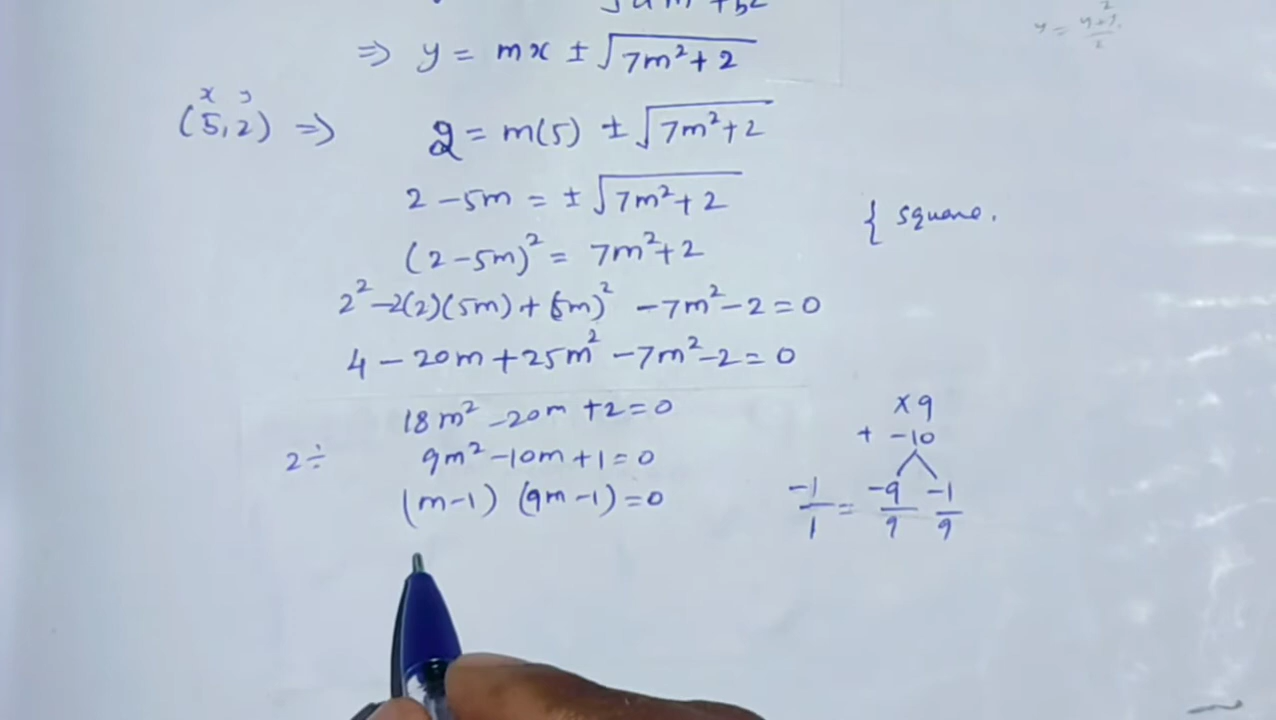 ⇒ y = mx ± √(7m²+2)
x y
(5,2) ⇒ 2 = m(5) ± √(7m²+2)
2 - 5m = ± √(7m²+2) { square.
(2-5m)² = 7m²+2
2² - 2(2)(5m) + (5m)² - 7m² - 2 = 0
4 - 20m + 25m² - 7m² - 2 = 0
18m² - 20m + 2 = 0
2÷ 9m² - 10m + 1 = 0
(m-1) (9m-1) = 0
x 9
+ -10
-1/1 = -9/9 -1/9